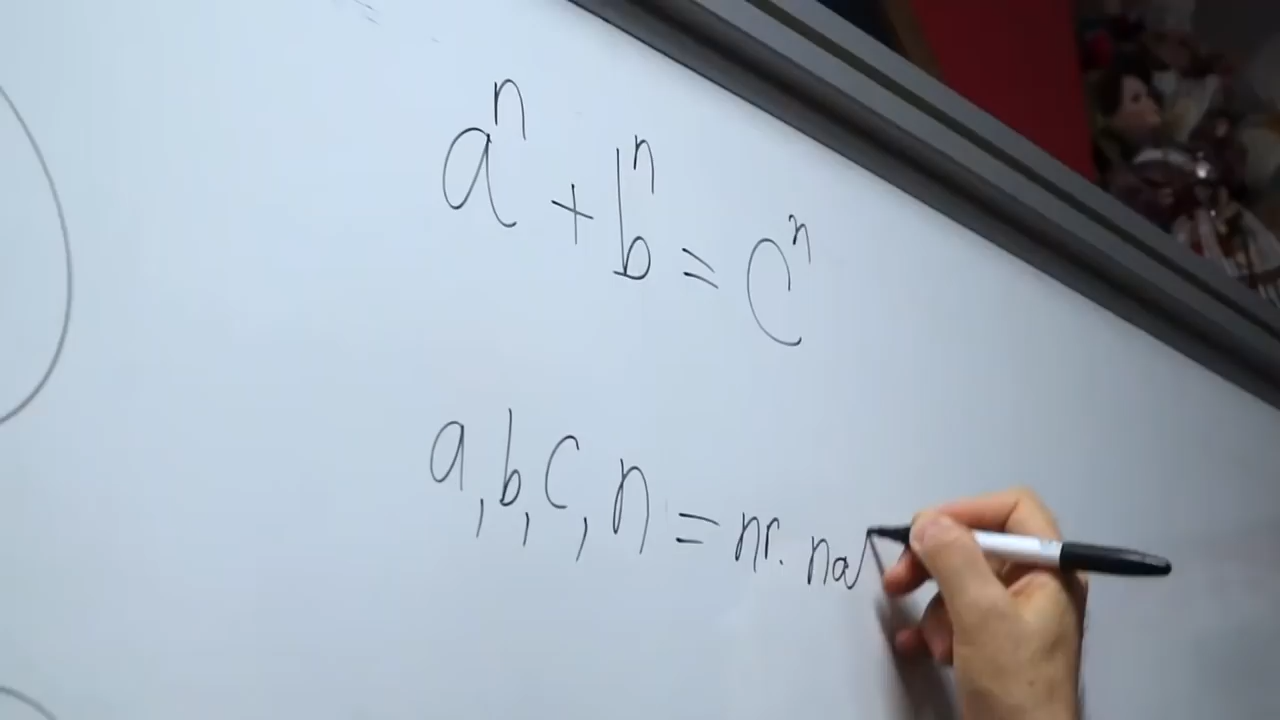 aⁿ + bⁿ = cⁿ
a, b, c, n = nr. na